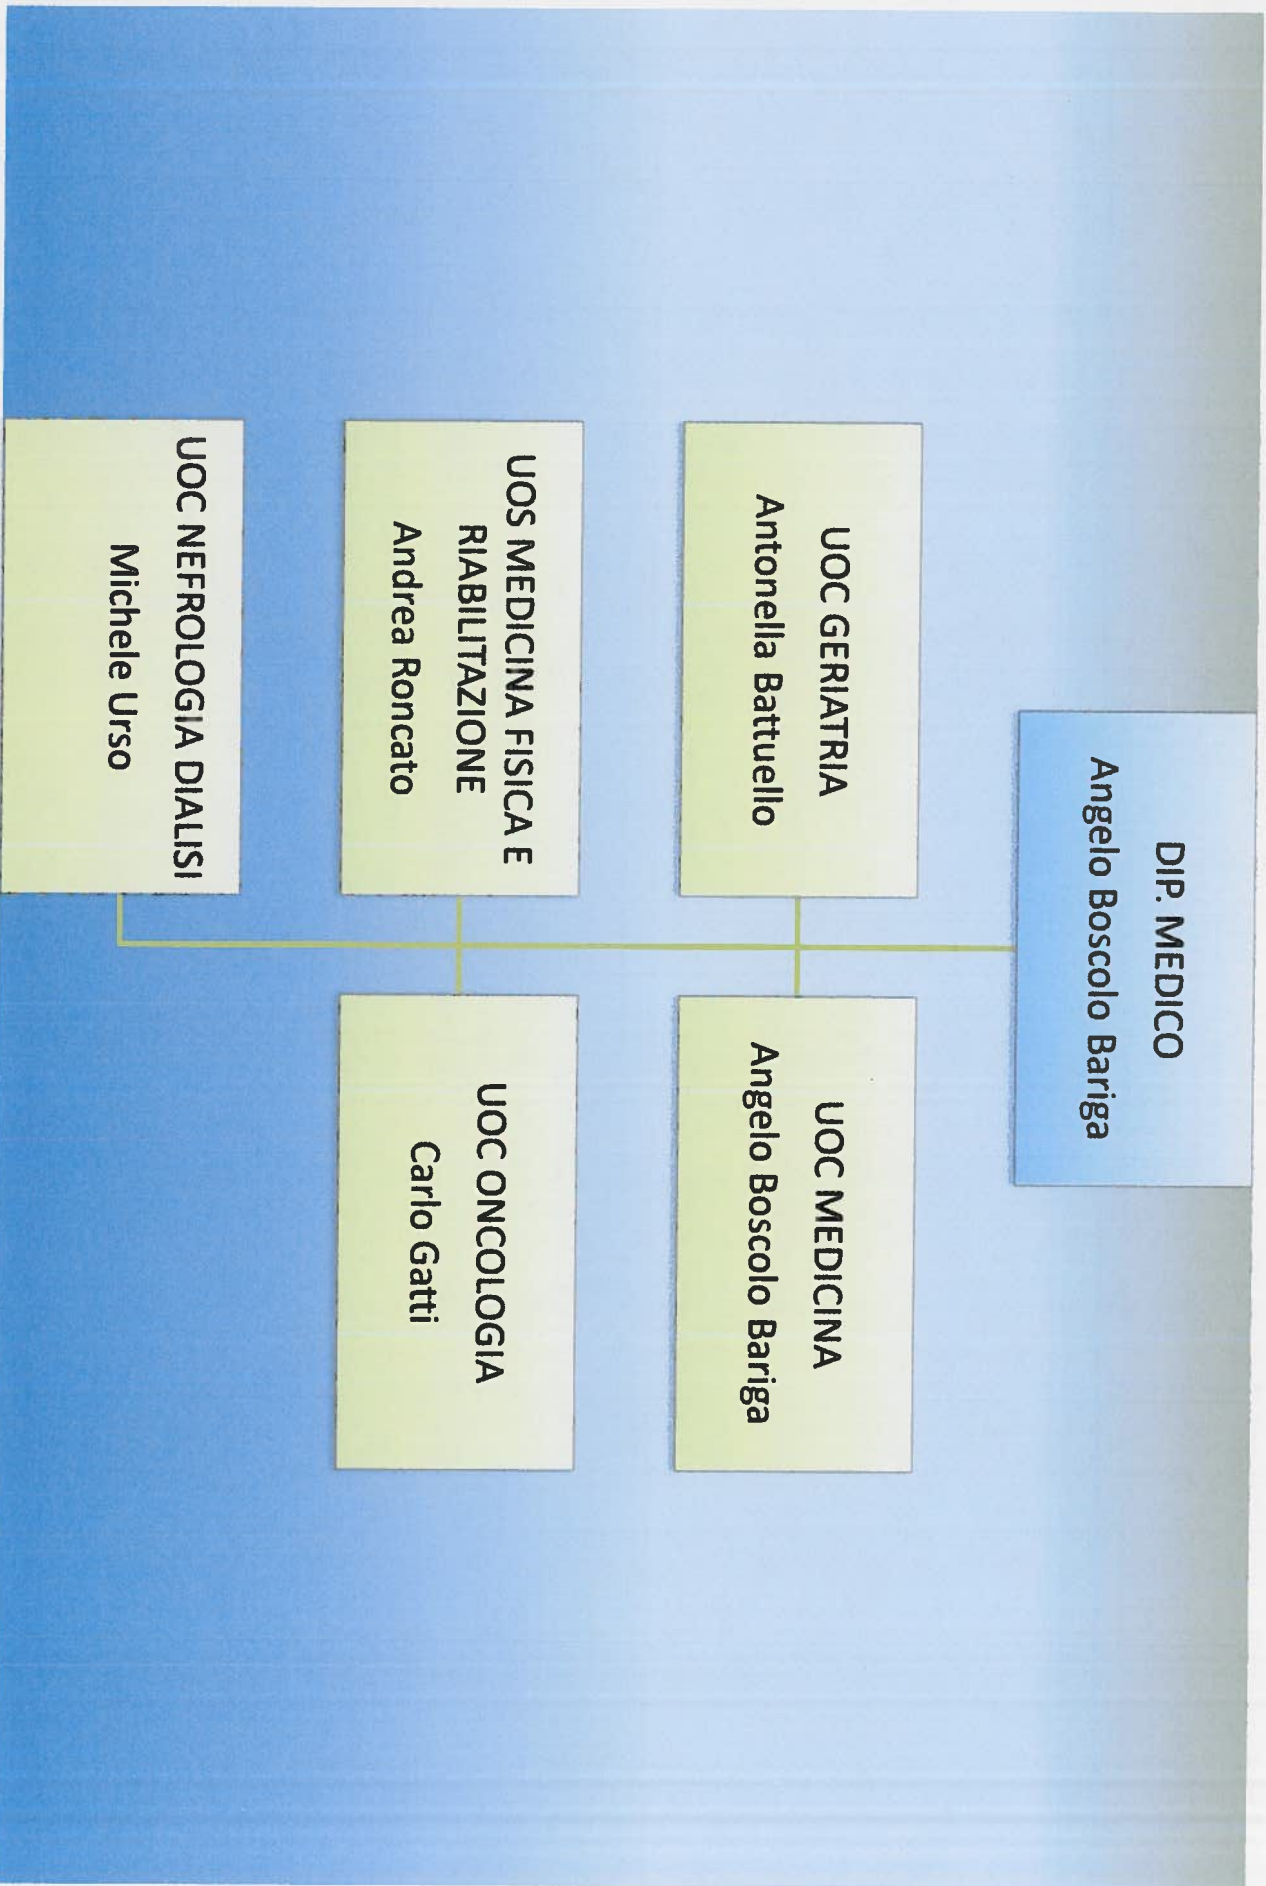 DIP. MEDICO
Angelo Boscolo Bariga
UOC GERIATRIA
Antonella Battuello
UOC MEDICINA
Angelo Boscolo Bariga
UOS MEDICINA FISICA E
RIABILITAZIONE
Andrea Roncato
UOC ONCOLOGIA
Carlo Gatti
UOC NEFROLOGIA DIALISI
Michele Urso